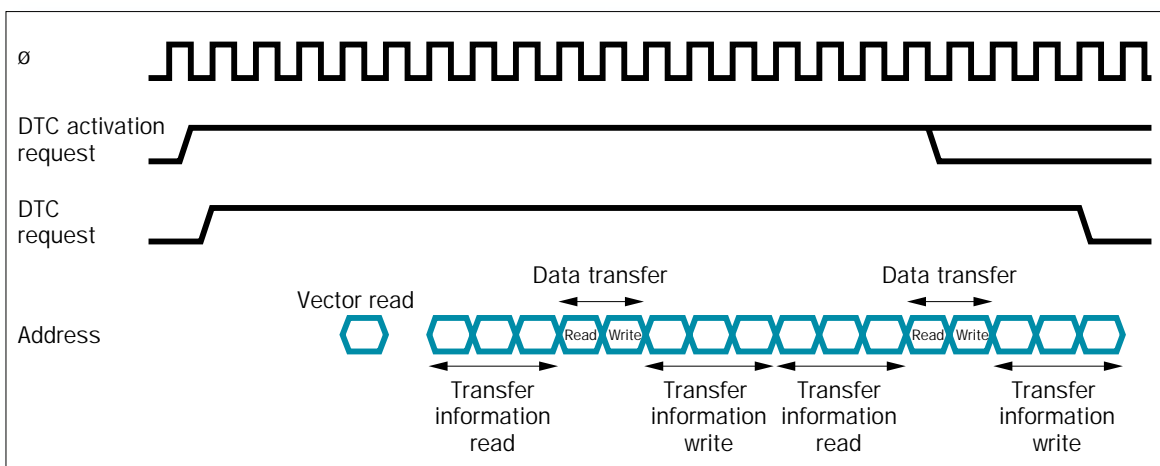 ø
DTC activation
request
DTC
request
Data transfer
Data transfer
Vector read
Address
Read
Write
Read
Write
Transfer
information
read
Transfer
information
write
Transfer
information
read
Transfer
information
write